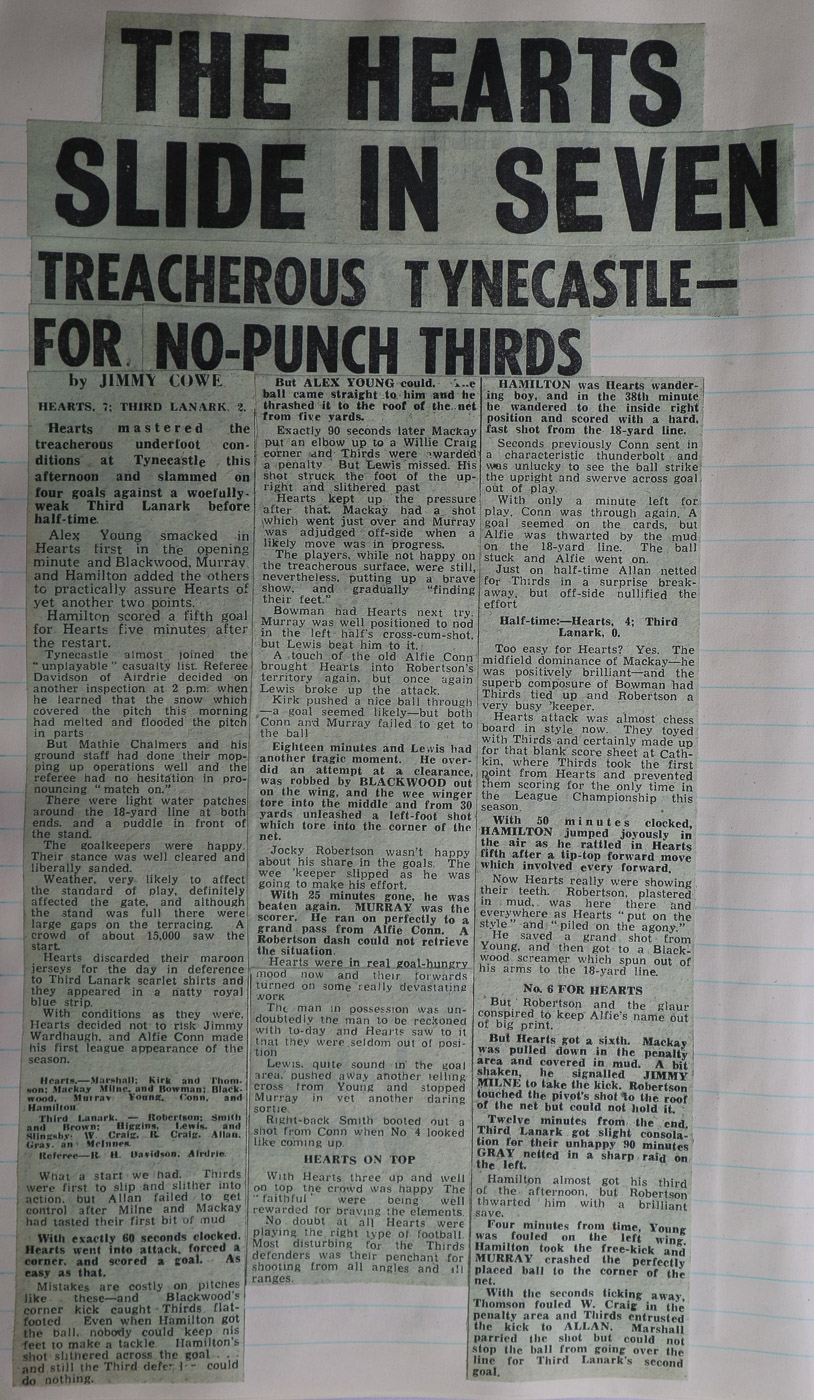 THE HEARTS
SLIDE IN SEVEN
TREACHEROUS TYNECASTLE—
FOR NO-PUNCH THIRDS
by JIMMY COWE
HEARTS, 7; THIRD LANARK, 2.
Hearts mastered the
treacherous underfoot con-
ditions at Tynecastle this
afternoon and slammed on
four goals against a woefully-
weak Third Lanark before
half-time.
Alex Young smacked in
Hearts first in the opening
minute and Blackwood, Murray,
and Hamilton added the others
to practically assure Hearts of
yet another two points.
Hamilton scored a fifth goal
for Hearts five minutes after
the restart.
Tynecastle almost joined the
"unplayable" casualty list. Referee
Davidson of Airdrie decided on
another inspection at 2 p.m. when
he learned that the snow which
covered the pitch this morning
had melted and flooded the pitch
in parts
But Mathie Chalmers and his
ground staff had done their mop-
ping up operations well and the
referee had no hesitation in pro-
nouncing "match on."
There were light water patches
around the 18-yard line at both
ends, and a puddle in front of
the stand.
The goalkeepers were happy.
Their stance was well cleared and
liberally sanded.
Weather, very likely to affect
the standard of play, definitely
affected the gate, and although
the stand was full there were
large gaps on the terracing. A
crowd of about 15,000 saw the
start.
Hearts discarded their maroon
jerseys for the day in deference
to Third Lanark scarlet shirts and
they appeared in a natty royal
blue strip.
With conditions as they were,
Hearts decided not to risk Jimmy
Wardhaugh, and Alfie Conn made
his first league appearance of the
season.
Hearts.—Marshall; Kirk and Thom-
son; Mackay Milne, and Bowman; Black-
wood, Murray Young, Conn, and
Hamilton
Third Lanark. — Robertson; Smith
and Brown; Higgins, Lewis, and
Slingsby; W. Craig, R. Craig, Allan,
Gray, an McInnes.
Referee—R. H. Davidson, Airdrie.
What a start we had. Thirds
were first to slip and slither into
action, but Allan failed to get
control after Milne and Mackay
had tasted their first bit of mud
With exactly 60 seconds clocked.
Hearts went into attack, forced a
corner, and scored a goal. As
easy as that.
Mistakes are costly on pitches
like these—and Blackwood's
corner kick caught Thirds flat-
footed Even when Hamilton got
the ball, nobody could keep his
feet to make a tackle. Hamilton's
shot slithered across the goal . . .
and still the Third could
do nothing.
But ALEX YOUNG could.
ball came straight to him and he
thrashed it to the roof of the net
from five yards.
Exactly 90 seconds later Mackay
put an elbow up to a Willie Craig
corner and Thirds were awarded
a penalty But Lewis missed. His
shot struck the foot of the up-
right and slithered past
Hearts kept up the pressure
after that. Mackay had a shot
which went just over and Murray
was adjudged off-side when a
likely move was in progress.
The players, while not happy on
the treacherous surface, were still,
nevertheless, putting up a brave
show, and gradually "finding
their feet."
Bowman had Hearts next try.
Murray was well positioned to nod
in the left half's cross-cum-shot,
but Lewis beat him to it.
A touch of the old Alfie Conn
brought Hearts into Robertson's
territory again, but once again
Lewis broke up the attack.
Kirk pushed a nice ball through
—a goal seemed likely—but both
Conn and Murray failed to get to
the ball
Eighteen minutes and Lewis had
another tragic moment. He over-
did an attempt at a clearance,
was robbed by BLACKWOOD out
on the wing, and the wee winger
tore into the middle and from 30
yards unleashed a left-foot shot
which tore into the corner of the
net.
Jocky Robertson wasn't happy
about his share in the goals. The
wee 'keeper slipped as he was
going to make his effort.
With 25 minutes gone, he was
beaten again. MURRAY was the
scorer. He ran on perfectly to a
grand pass from Alfie Conn. A
Robertson dash could not retrieve
the situation.
Hearts were in real goal-hungry
mood now and their forwards
turned on some really devastating
work
The man in possession was un-
doubtedly the man to be reckoned
with to-day and Hearts saw to it
that they were seldom out of posi-
tion
Lewis, quite sound in the goal
area, pushed away another telling
cross from Young and stopped
Murray in yet another daring
sortie.
Right-back Smith booted out a
shot from Conn when No 4 looked
like coming up.
HEARTS ON TOP
With Hearts three up and well
on top the crowd was happy The
"faithful" were being well
rewarded for braving the elements.
No doubt at all Hearts were
playing the right type of football.
Most disturbing for the Thirds
defenders was their penchant for
shooting from all angles and all
ranges.
HAMILTON was Hearts wander-
ing boy, and in the 38th minute
he wandered to the inside right
position and scored with a hard,
fast shot from the 18-yard line.
Seconds previously Conn sent in
a characteristic thunderbolt and
was unlucky to see the ball strike
the upright and swerve across goal
out of play.
With only a minute left for
play, Conn was through again. A
goal seemed on the cards, but
Alfie was thwarted by the mud
on the 18-yard line. The ball
stuck and Alfie went on.
Just on half-time Allan netted
for Thirds in a surprise break-
away, but off-side nullified the
effort
Half-time:—Hearts, 4; Third
Lanark, 0.
Too easy for Hearts? Yes. The
midfield dominance of Mackay—he
was positively brilliant—and the
superb composure of Bowman had
Thirds tied up and Robertson a
very busy 'keeper.
Hearts attack was almost chess
board in style now. They toyed
with Thirds and certainly made up
for that blank score sheet at Cath-
kin, where Thirds took the first
point from Hearts and prevented
them scoring for the only time in
the League Championship this
season.
With 50 minutes clocked,
HAMILTON jumped joyously in
the air as he rattled in Hearts
fifth after a tip-top forward move
which involved every forward.
Now Hearts really were showing
their teeth. Robertson, plastered
in mud, was here there and
everywhere as Hearts "put on the
style" and "piled on the agony."
He saved a grand shot from
Young, and then got to a Black-
wood screamer which spun out of
his arms to the 18-yard line.
No. 6 FOR HEARTS
But Robertson and the glaur
conspired to keep Alfie's name out
of big print.
But Hearts got a sixth. Mackay
was pulled down in the penalty
area and covered in mud. A bit
shaken, he signalled JIMMY
MILNE to take the kick. Robertson
touched the pivot's shot to the roof
of the net but could not hold it.
Twelve minutes from the end,
Third Lanark got slight consola-
tion for their unhappy 90 minutes
GRAY netted in a sharp raid on
the left.
Hamilton almost got his third
of the afternoon, but Robertson
thwarted him with a brilliant
save.
Four minutes from time, Young
was fouled on the left wing.
Hamilton took the free-kick and
MURRAY crashed the perfectly
placed ball to the corner of the
net.
With the seconds ticking away,
Thomson fouled W. Craig in the
penalty area and Thirds entrusted
the kick to ALLAN. Marshall
parried the shot but could not
stop the ball from going over the
line for Third Lanark's second
goal.